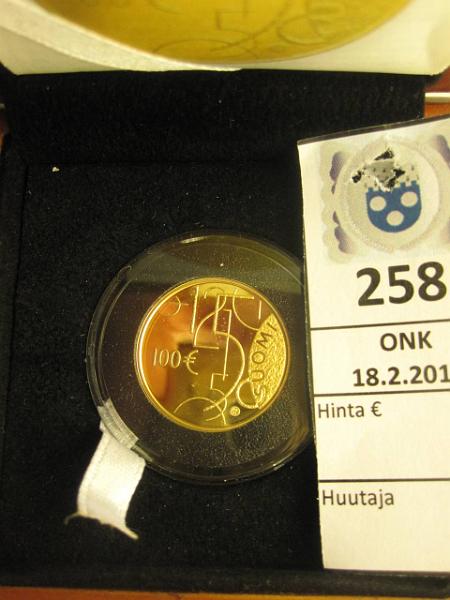 100€
SUOMI
258
ONK
18.2.201
Hinta €
Huutaja